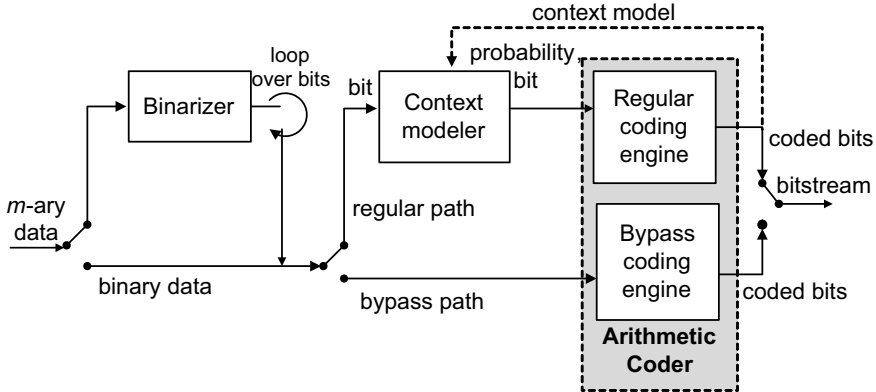 context model
loop
over bits
probability,
bit
bit
Binarizer
Context
modeler
Regular
coding
engine
coded bits
bitstream
m-ary
data
regular path
binary data
bypass path
Bypass
coding
engine
coded bits
Arithmetic
Coder